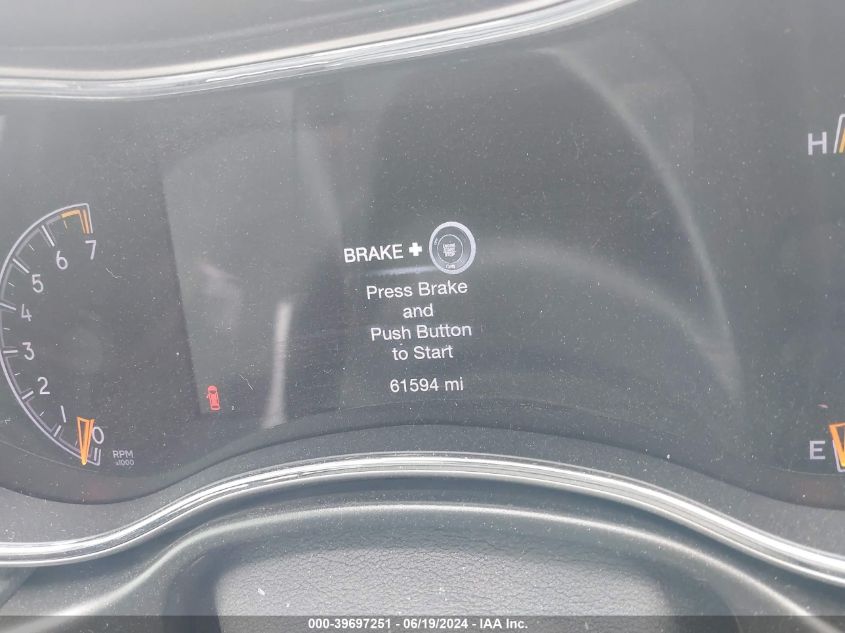 H
7
6
5
4
3
2
1
0
RPM
x1000
BRAKE +
Press Brake
and
Push Button
to Start
61594 mi
E
000-39697251 - 06/19/2024 - IAA Inc.